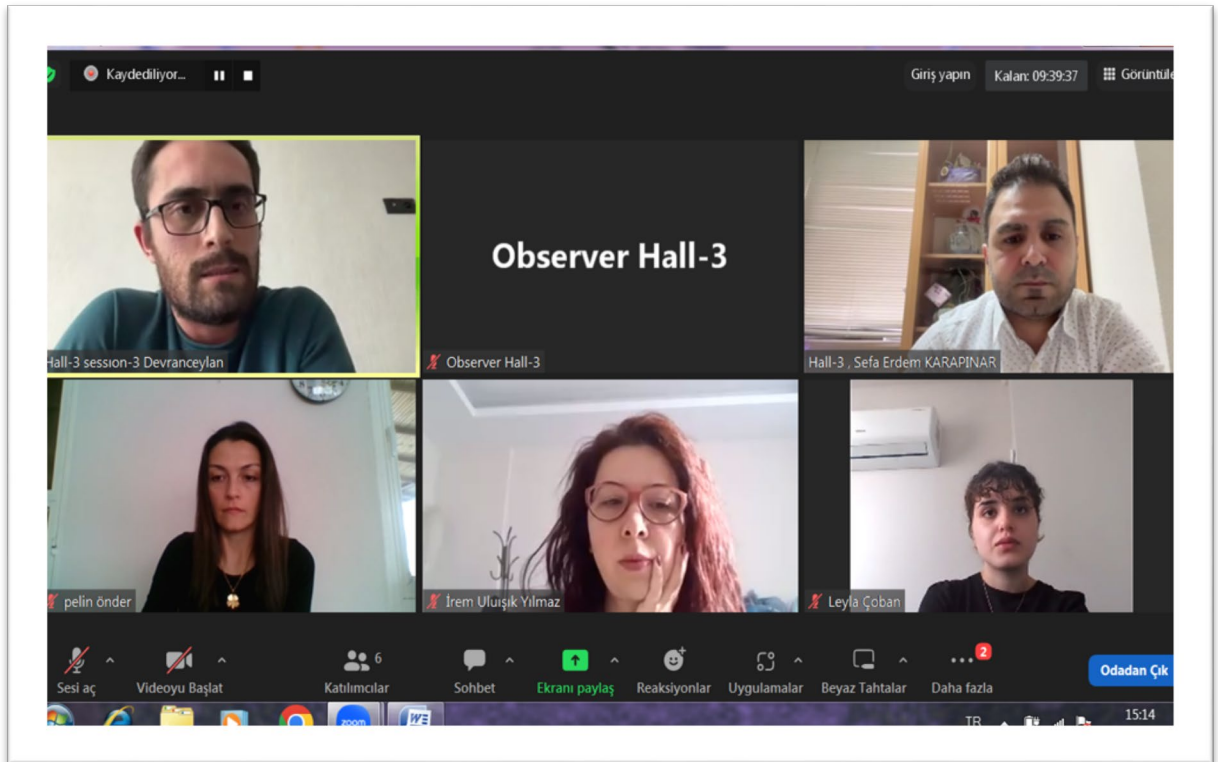 Kaydediliyor...
Giriş yapın
Kalan: 09:39:37
Görüntüle
Observer Hall-3
Hall-3 session-3 Devranceylan
Observer Hall-3
Hall-3 , Sefa Erdem KARAPINAR
pelin önder
İrem Uluışık Yılmaz
Leyla Çoban
6
2
Sesi aç
Videoyu Başlat
Katılımcılar
Sohbet
Ekranı paylaş
Reaksiyonlar
Uygulamalar
Beyaz Tahtalar
Daha fazla
Odadan Çık
zoom
W
TR
15:14